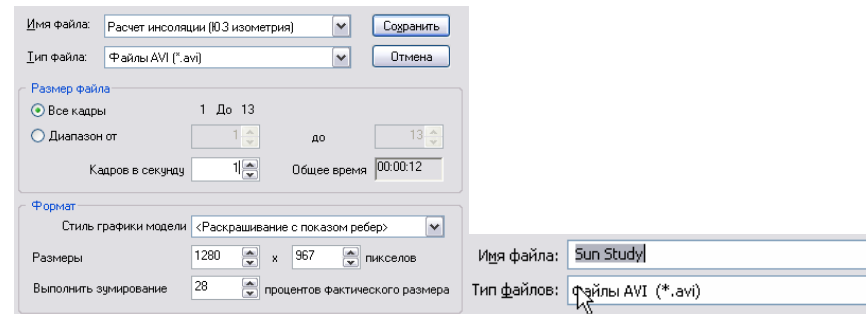 Имя файла: Расчет инсоляции (Ю.З изометрия) Сохранить
Тип файла: Файлы AVI (*.avi) Отмена
Размер файла
Все кадры 1 До 13
Диапазон от 1 до 13
Кадров в секунду 1 Общее время 00:00:12
Формат
Стиль графики модели <Раскрашивание с показом ребер>
Размеры 1280 x 967 пикселов
Выполнить зумирование 28 процентов фактического размера
Имя файла: Sun Study
Тип файлов: Файлы AVI (*.avi)